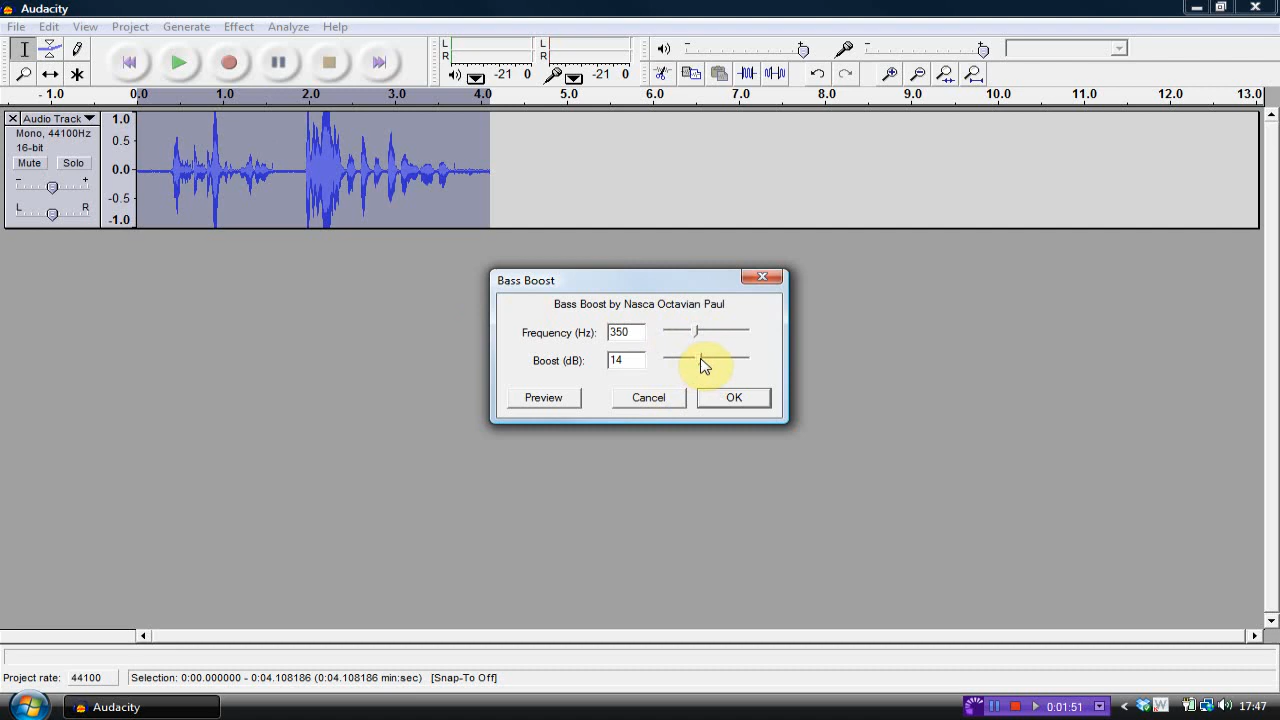 Audacity
File Edit View Project Generate Effect Analyze Help
L R -21 0 L R -21 0
- 1.0 0.0 1.0 2.0 3.0 4.0 5.0 6.0 7.0 8.0 9.0 10.0 11.0 12.0 13.0
Audio Track
Mono, 44100Hz
16-bit
Mute Solo
- +
L R
1.0
0.5
0.0
-0.5
-1.0
Bass Boost
Bass Boost by Nasca Octavian Paul
Frequency (Hz): 350
Boost (dB): 14
Preview Cancel OK
Project rate: 44100 Selection: 0:00.000000 - 0:04.108186 (0:04.108186 min:sec) [Snap-To Off]
Audacity 0:01:51 17:47